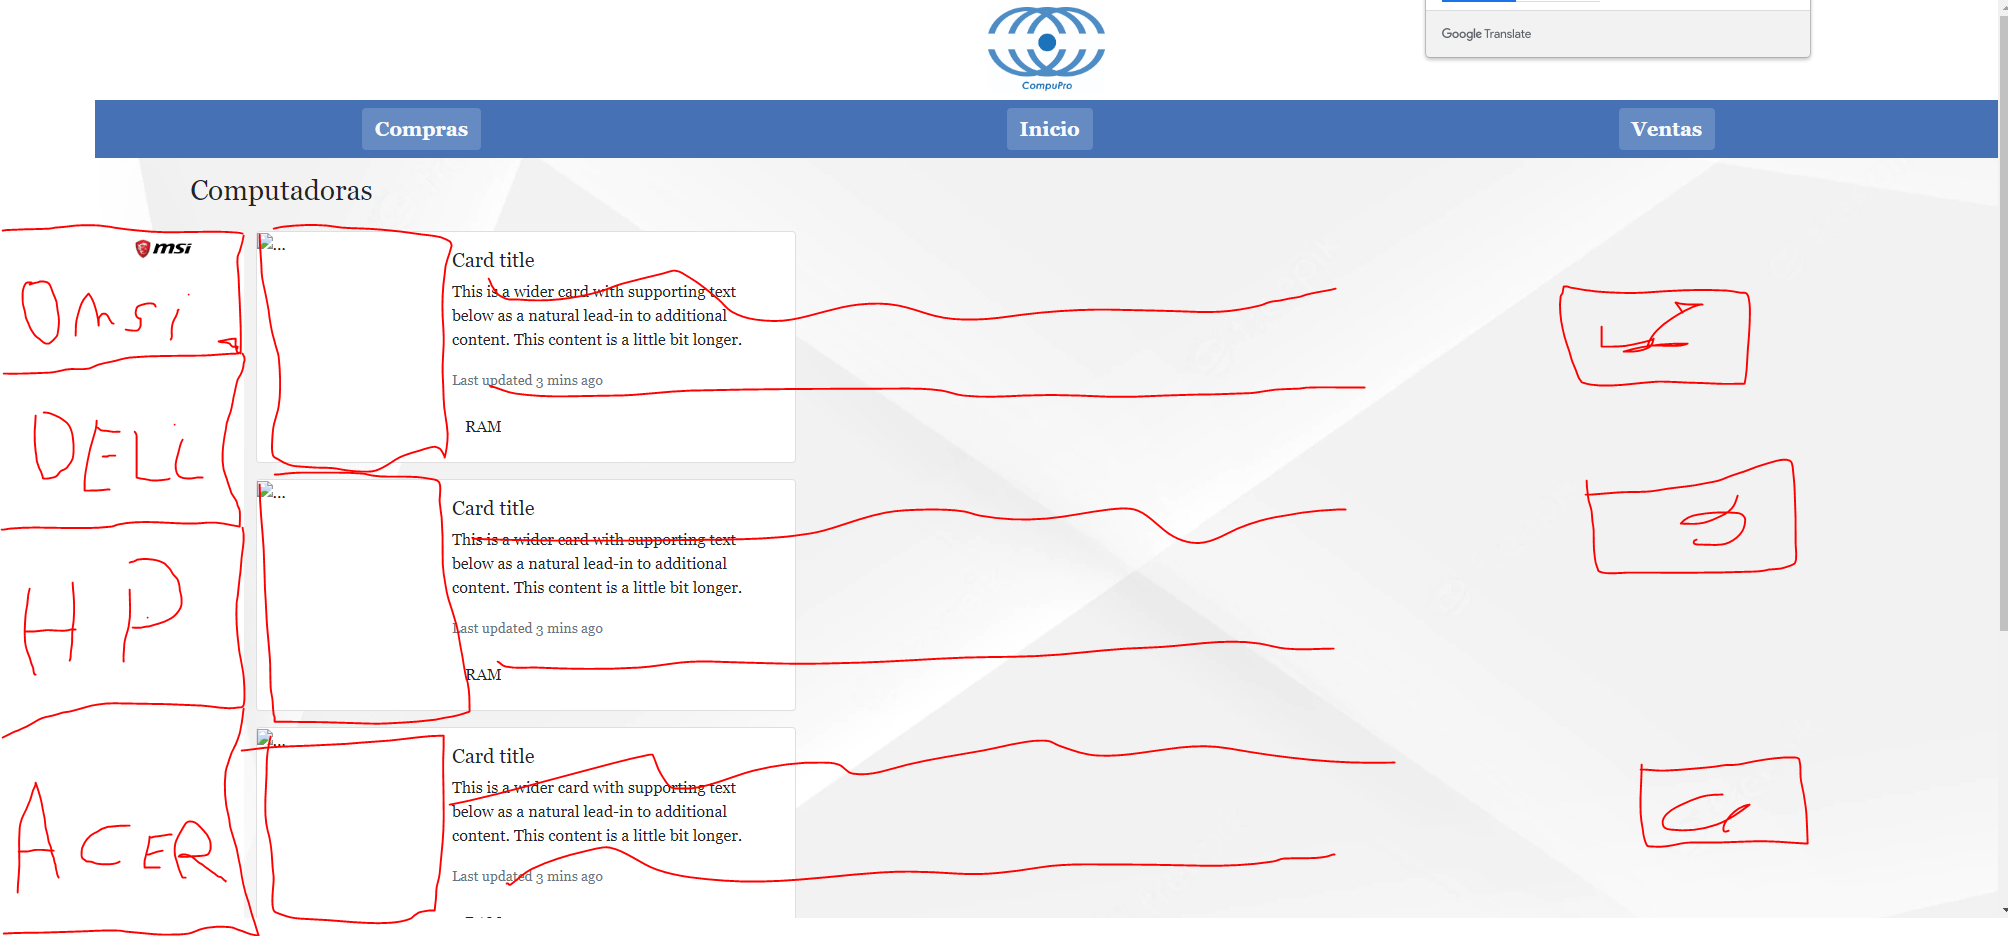 Google Translate
CompuPro
Compras Inicio Ventas
Computadoras
msi
Omsi
DELL
HP
ACER
...
Card title
This is a wider card with supporting text
below as a natural lead-in to additional
content. This content is a little bit longer.
Last updated 3 mins ago
RAM
...
Card title
This is a wider card with supporting text
below as a natural lead-in to additional
content. This content is a little bit longer.
Last updated 3 mins ago
RAM
...
Card title
This is a wider card with supporting text
below as a natural lead-in to additional
content. This content is a little bit longer.
Last updated 3 mins ago